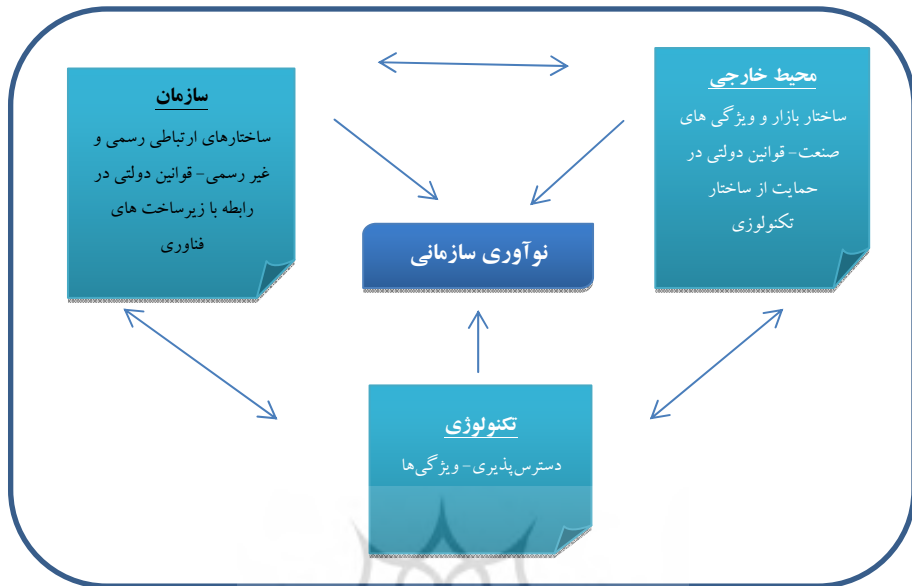 محیط خارجی
ساختار بازار و ویژگی های
صنعت- قوانین دولتی در
حمایت از ساختار
تکنولوزی
سازمان
ساختارهای ارتباطی رسمی و
غیر رسمی- قوانین دولتی در
رابطه با زیرساخت های
فناوری
نوآوری سازمانی
تکنولوژی
دسترس‌پذیری- ویژگی‌ها